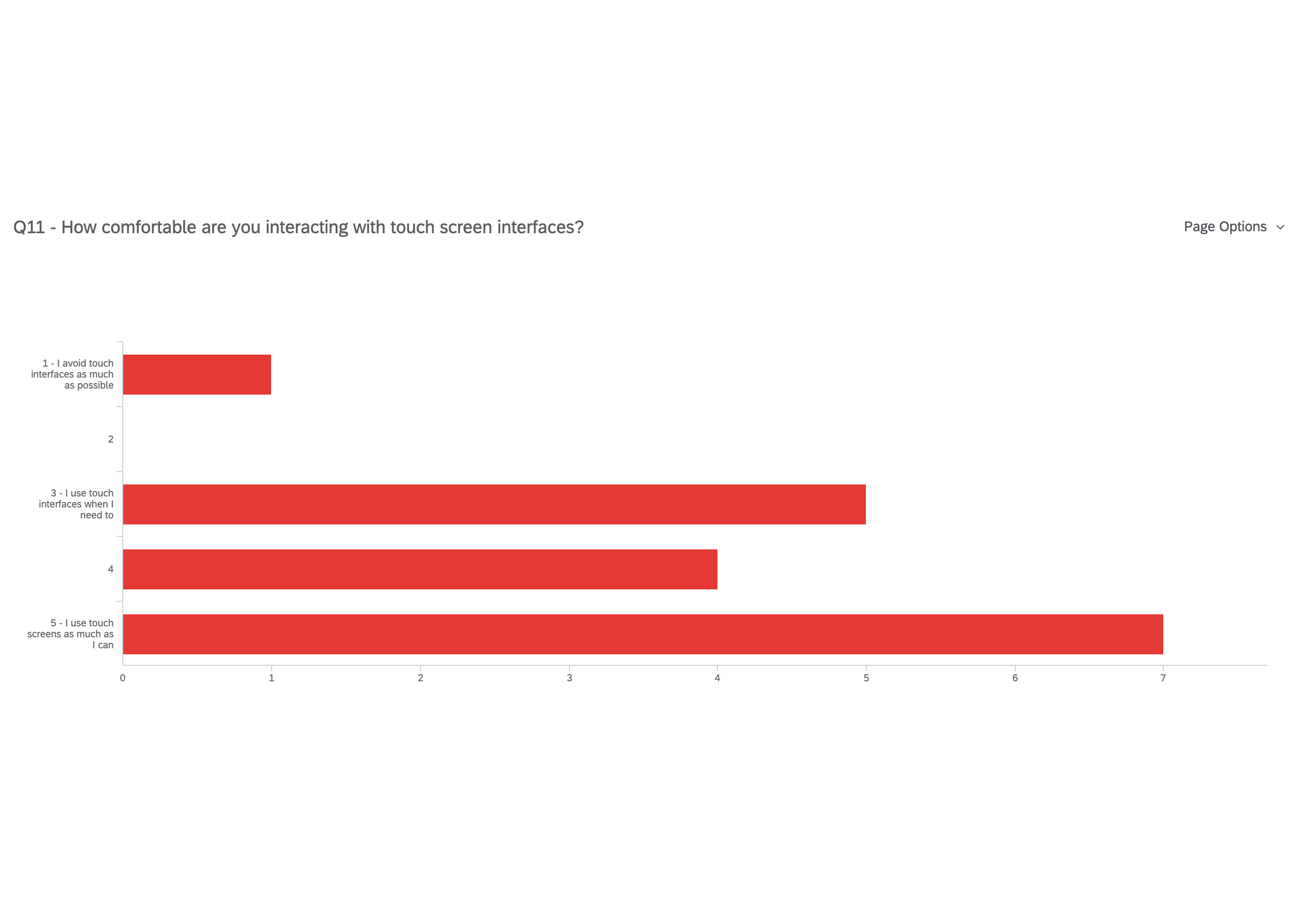 Q11 - How comfortable are you interacting with touch screen interfaces?
Page Options
1 - I avoid touch
interfaces as much
as possible
2
3 - I use touch
interfaces when I
need to
4
5 - I use touch
screens as much as
I can
0 1 2 3 4 5 6 7